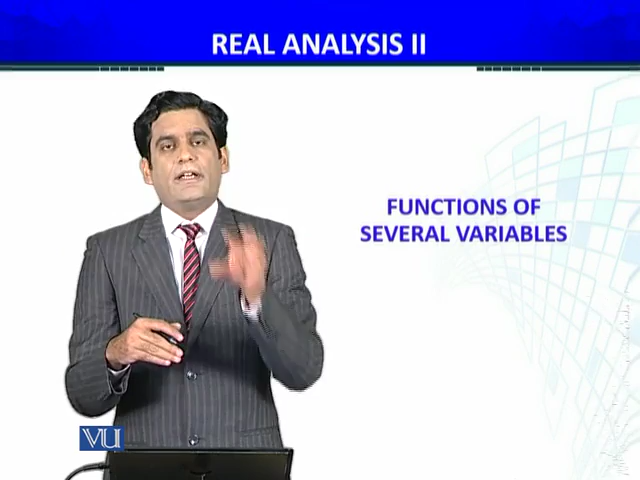 REAL ANALYSIS II
FUNCTIONS OF
SEVERAL VARIABLES
VU